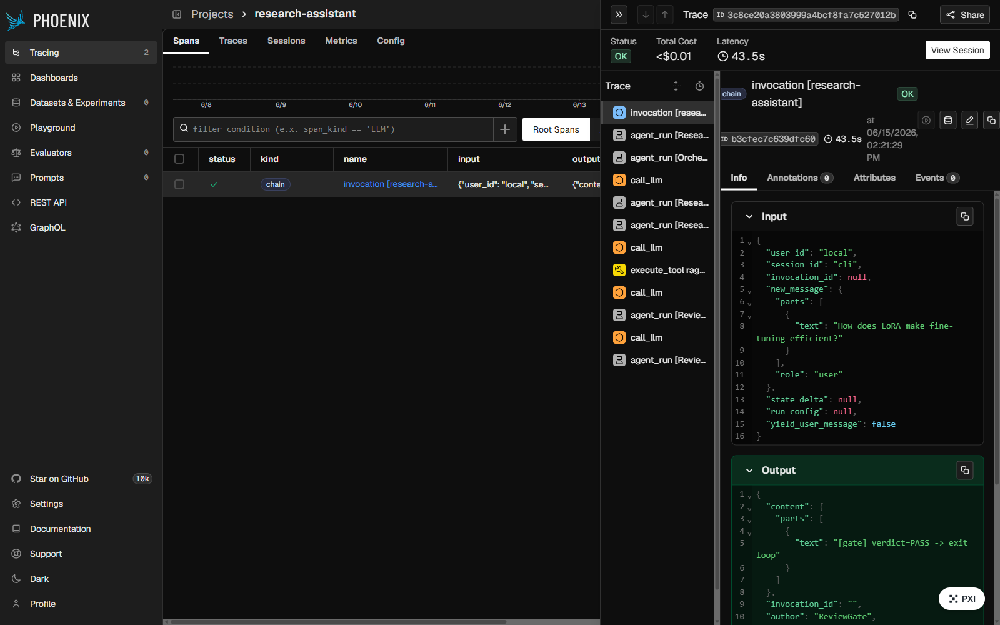 PHOENIX
Tracing 2
Dashboards
Datasets & Experiments 0
Playground
Evaluators 0
Prompts 0
REST API
GraphQL
Star on GitHub 10k
Settings
Documentation
Support
Dark
Profile
Projects > research-assistant
Spans Traces Sessions Metrics Config
6/8 6/9 6/10 6/11 6/12 6/13
filter condition (e.x. span_kind == 'LLM')
Root Spans
status kind name input output
chain invocation [research-a... {"user_id": "local", "se... {"conte
Trace ID 3c8ce20a3803999a4bcf8fa7c527012b Share
Status Total Cost Latency
OK <$0.01 43.5s
View Session
Trace
invocation [resea...
agent_run [Resea...
agent_run [Orche...
call_llm
agent_run [Resea...
agent_run [Resea...
call_llm
execute_tool rag...
call_llm
agent_run [Revie...
call_llm
agent_run [Revie...
chain invocation [research-
assistant] OK
ID b3cfec7c639dfc60 43.5s
at
06/15/2026,
02:21:29
PM
Info Annotations 0 Attributes Events 0
Input
1 {
2 "user_id": "local",
3 "session_id": "cli",
4 "invocation_id": null,
5 "new_message": {
6 "parts": [
7 {
8 "text": "How does LoRA make fine-
tuning efficient?"
9 }
10 ],
11 "role": "user"
12 },
13 "state_delta": null,
14 "run_config": null,
15 "yield_user_message": false
16 }
Output
1 {
2 "content": {
3 "parts": [
4 {
5 "text": "[gate] verdict=PASS -> exit
loop"
6 }
7 ]
8 },
9 "invocation_id": "",
10 "author": "ReviewGate",
PXI